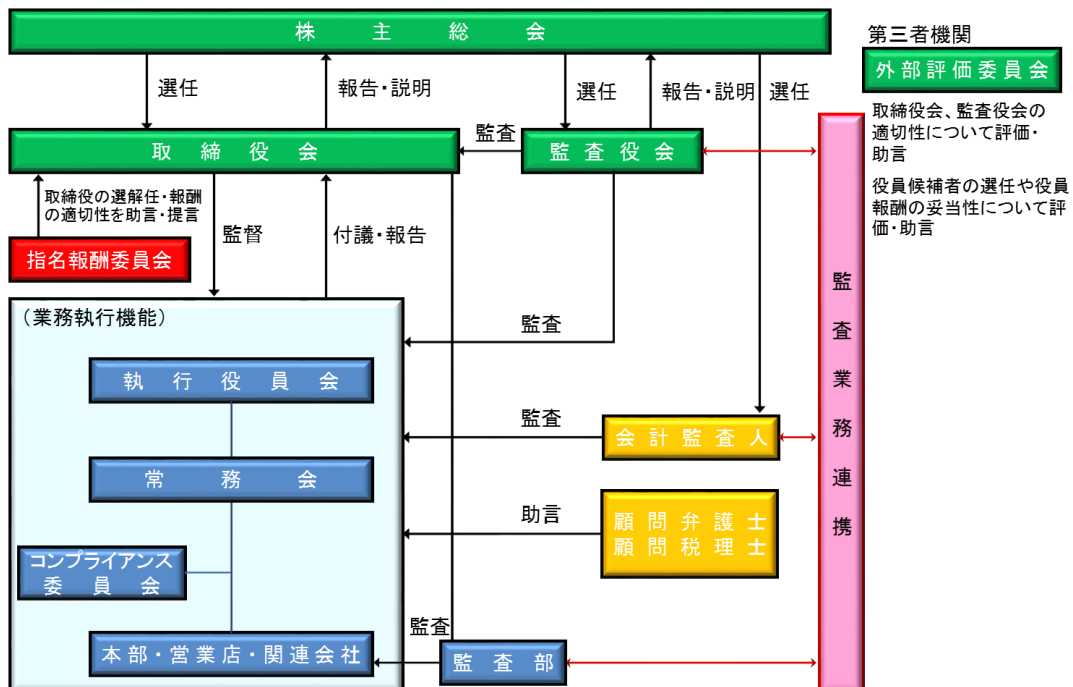 株主総会
第三者機関
外部評価委員会
選任
報告・説明
選任
報告・説明
選任
取締役会、監査役会の
適切性について評価・
助言
役員候補者の選任や役員
報酬の妥当性について評
価・助言
取締役会
監査
監査役会
取締役の選解任・報酬
の適切性を助言・提言
監督
付議・報告
指名報酬委員会
(業務執行機能)
監査
執行役員会
監査
会計監査人
常務会
助言
顧問弁護士
顧問税理士
コンプライアンス
委員会
監査
本部・営業店・関連会社
監査部
監査業務連携